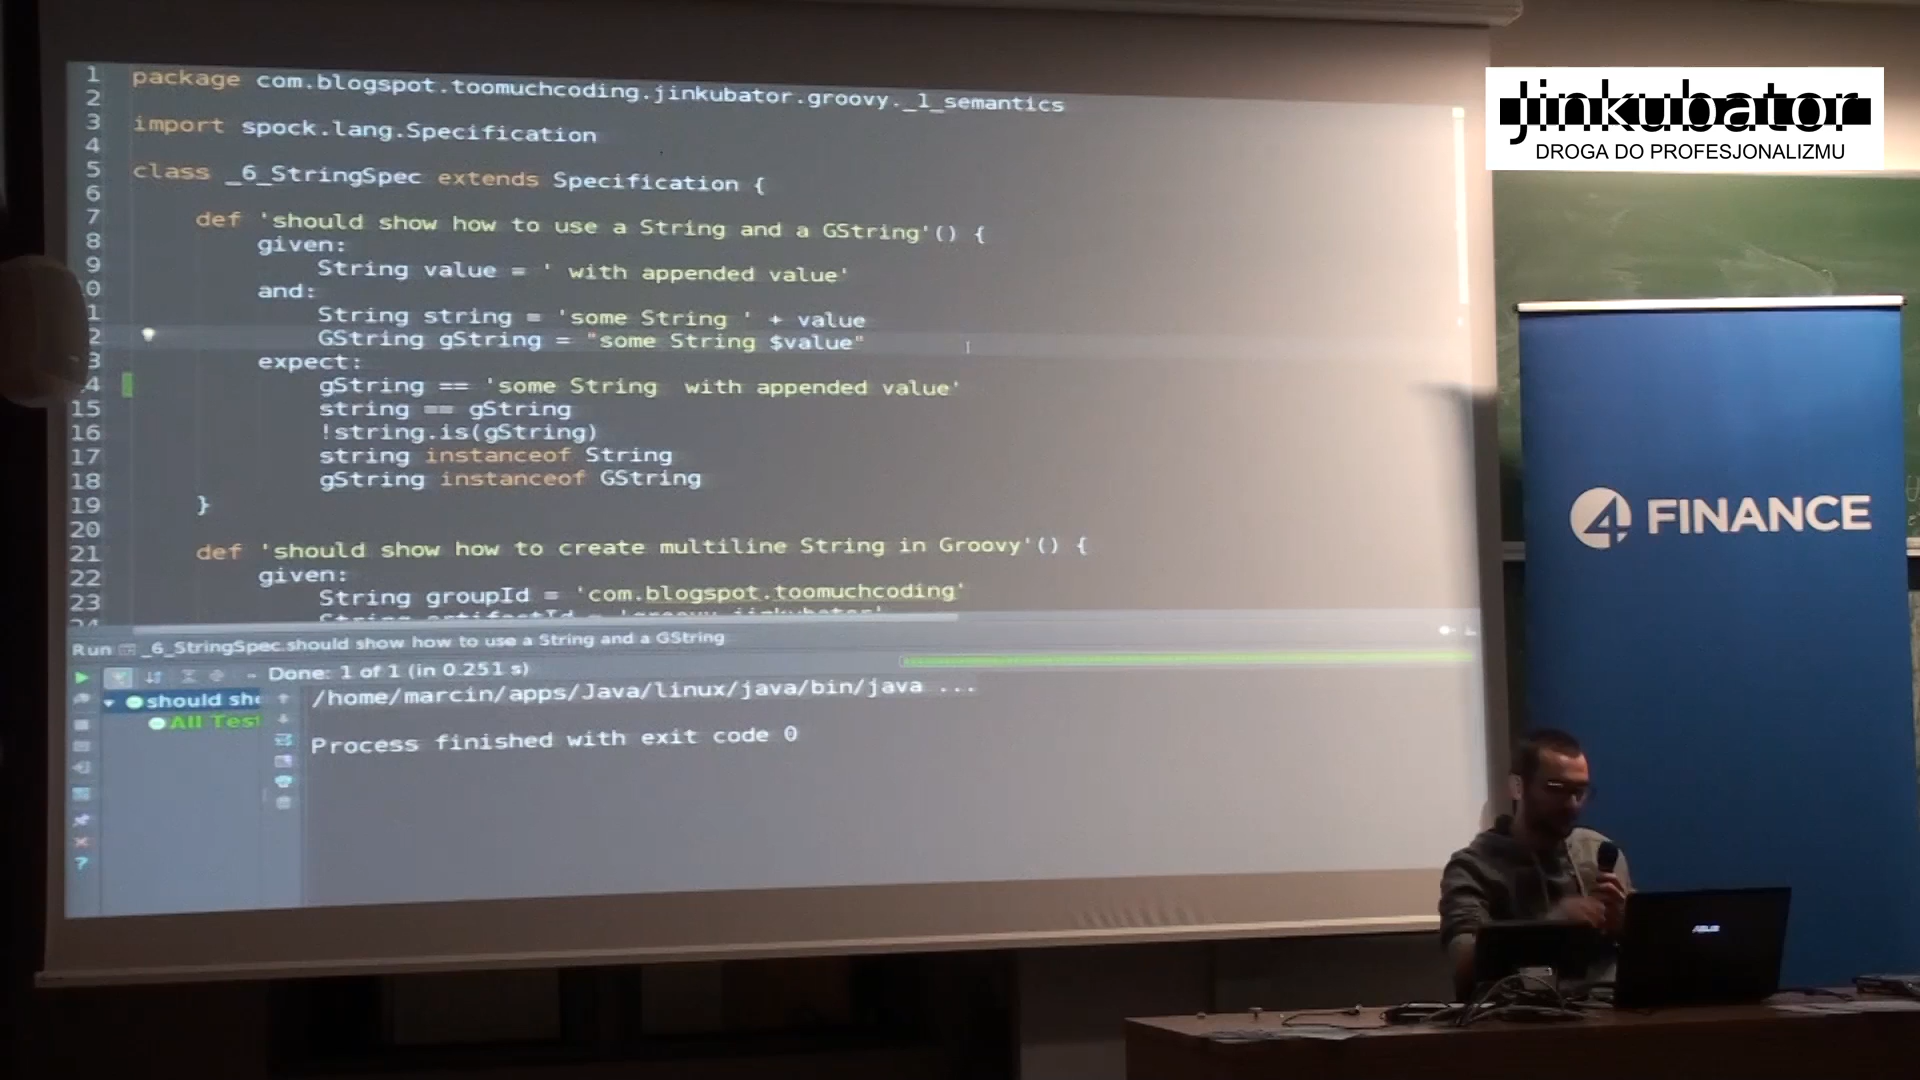 1 package com.blogspot.toomuchcoding.jinkubator.groovy._1_semantics
2
3 import spock.lang.Specification
4
5 class _6_StringSpec extends Specification {
6
7 def 'should show how to use a String and a GString'() {
8 given:
9 String value = ' with appended value'
0 and:
1 String string = 'some String ' + value
2 GString gString = "some String $value"
3 expect:
4 gString == 'some String  with appended value'
15 string == gString
16 !string.is(gString)
17 string instanceof String
18 gString instanceof GString
19 }
20
21 def 'should show how to create multiline String in Groovy'() {
22 given:
23 String groupId = 'com.blogspot.toomuchcoding'
24
Run _6_StringSpec.should show how to use a String and a GString
Done: 1 of 1 (in 0.251 s)
should sho
All Test
/home/marcin/apps/Java/linux/java/bin/java ...
Process finished with exit code 0
Jinkubator
DROGA DO PROFESJONALIZMU
4 FINANCE
ASUS